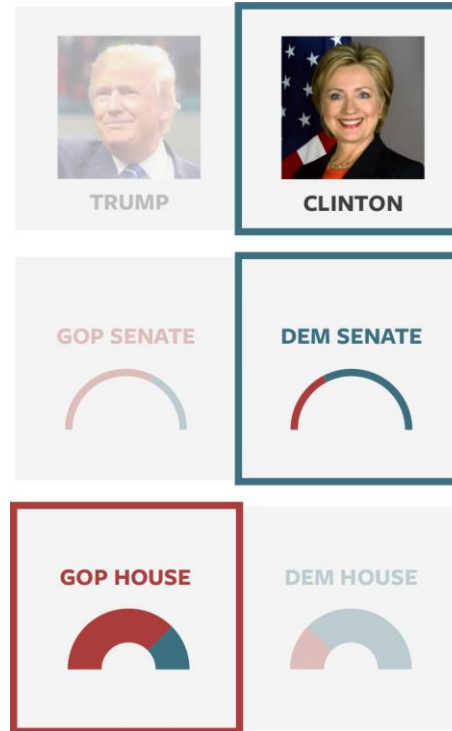 TRUMP
CLINTON
GOP SENATE
DEM SENATE
GOP HOUSE
DEM HOUSE